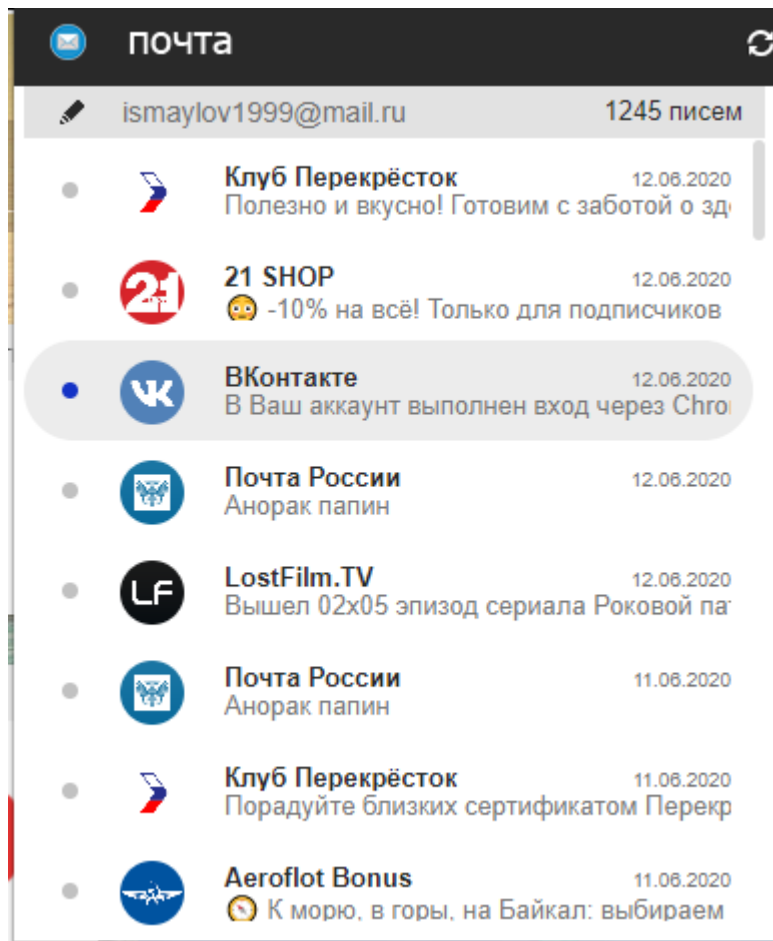 почта
ismaylov1999@mail.ru 1245 писем
Клуб Перекрёсток 12.06.2020
Полезно и вкусно! Готовим с заботой о
21 SHOP 12.06.2020
21
😳 -10% на всё! Только для подписчиков
ВКонтакте 12.06.2020
В Ваш аккаунт выполнен вход через
Почта России 12.06.2020
Анорак папин
LostFilm.TV 12.06.2020
LF
Вышел 02x05 эпизод сериала Роковой
Почта России 11.06.2020
Анорак папин
Клуб Перекрёсток 11.06.2020
Порадуйте близких сертификатом Перекр
Aeroflot Bonus 11.06.2020
🧭 К морю, в горы, на Байкал: выбираем